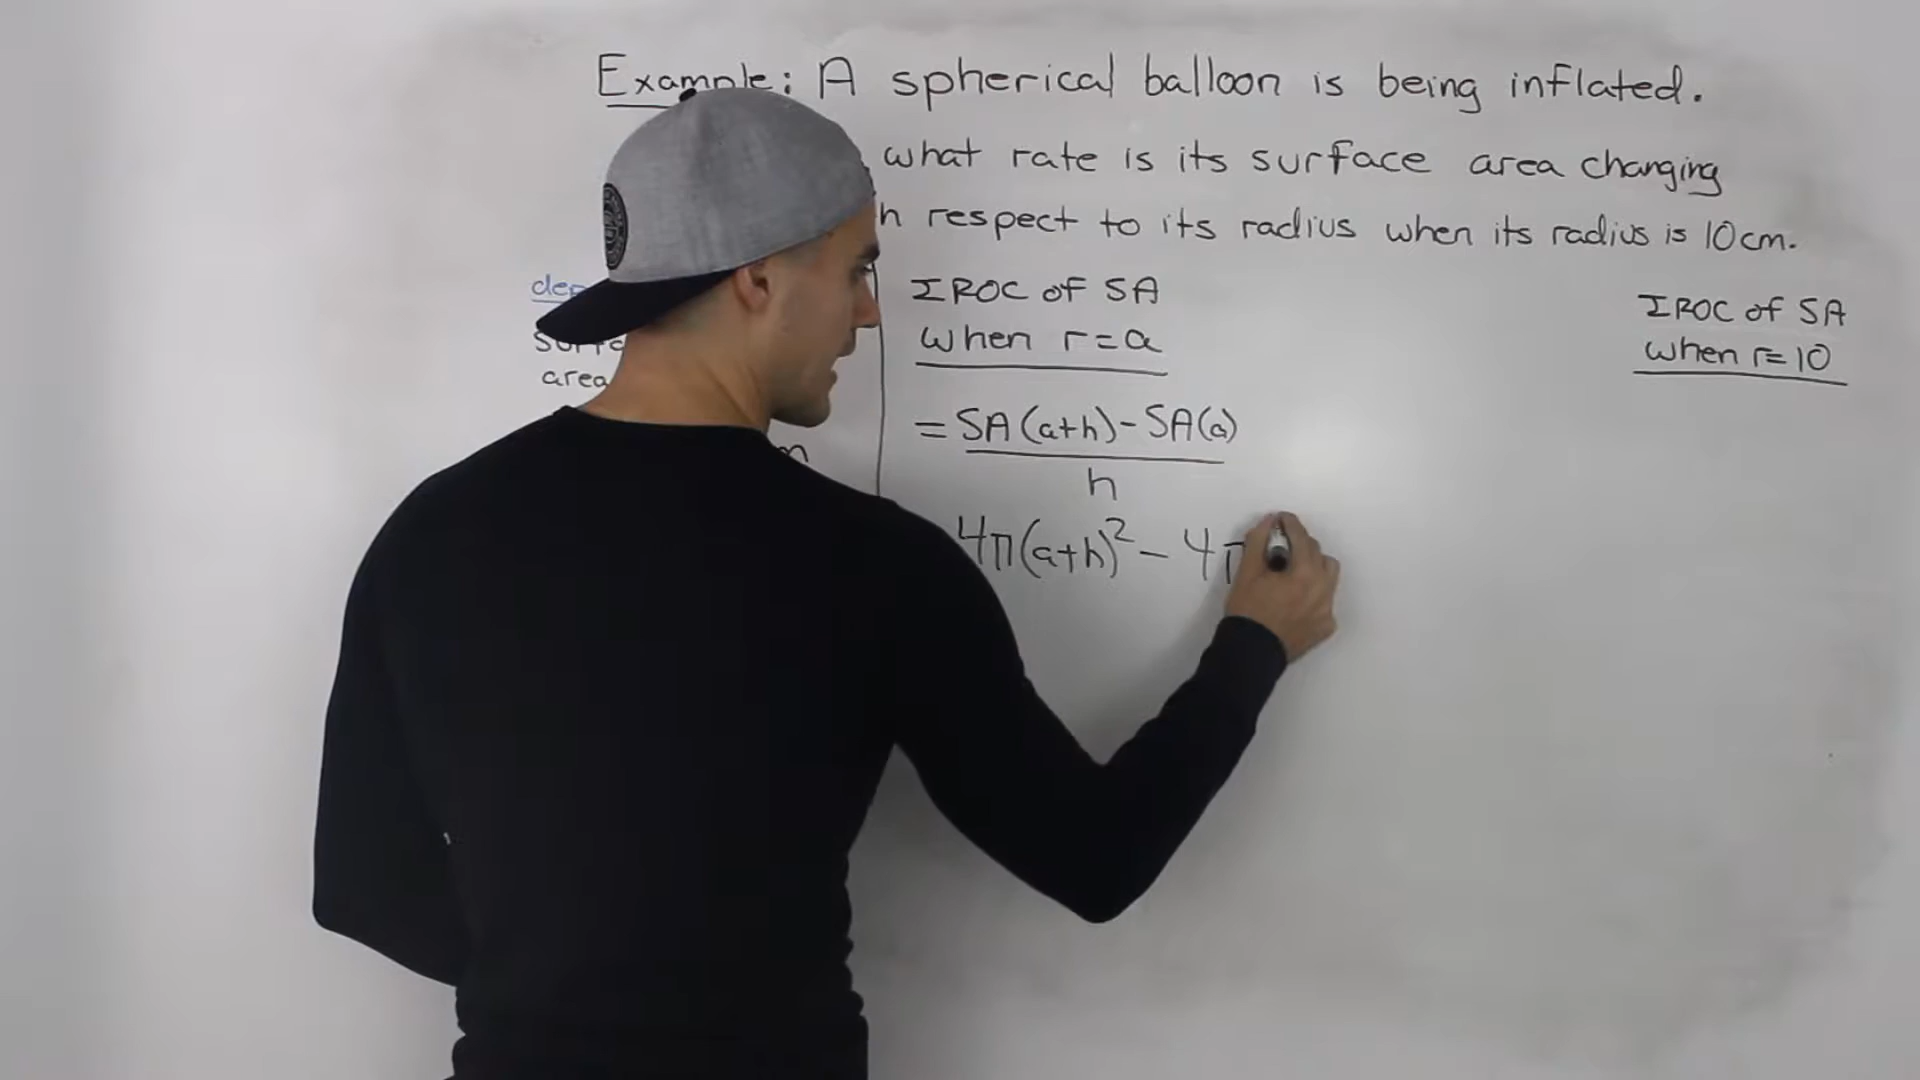 Example: A spherical balloon is being inflated.
what rate is its surface area changing
respect to its radius when its radius is 10cm.
IROC of SA
when r=a
= SA(a+h)-SA(a)
h
4π(a+h)² - 4π
area
IROC of SA
when r=10